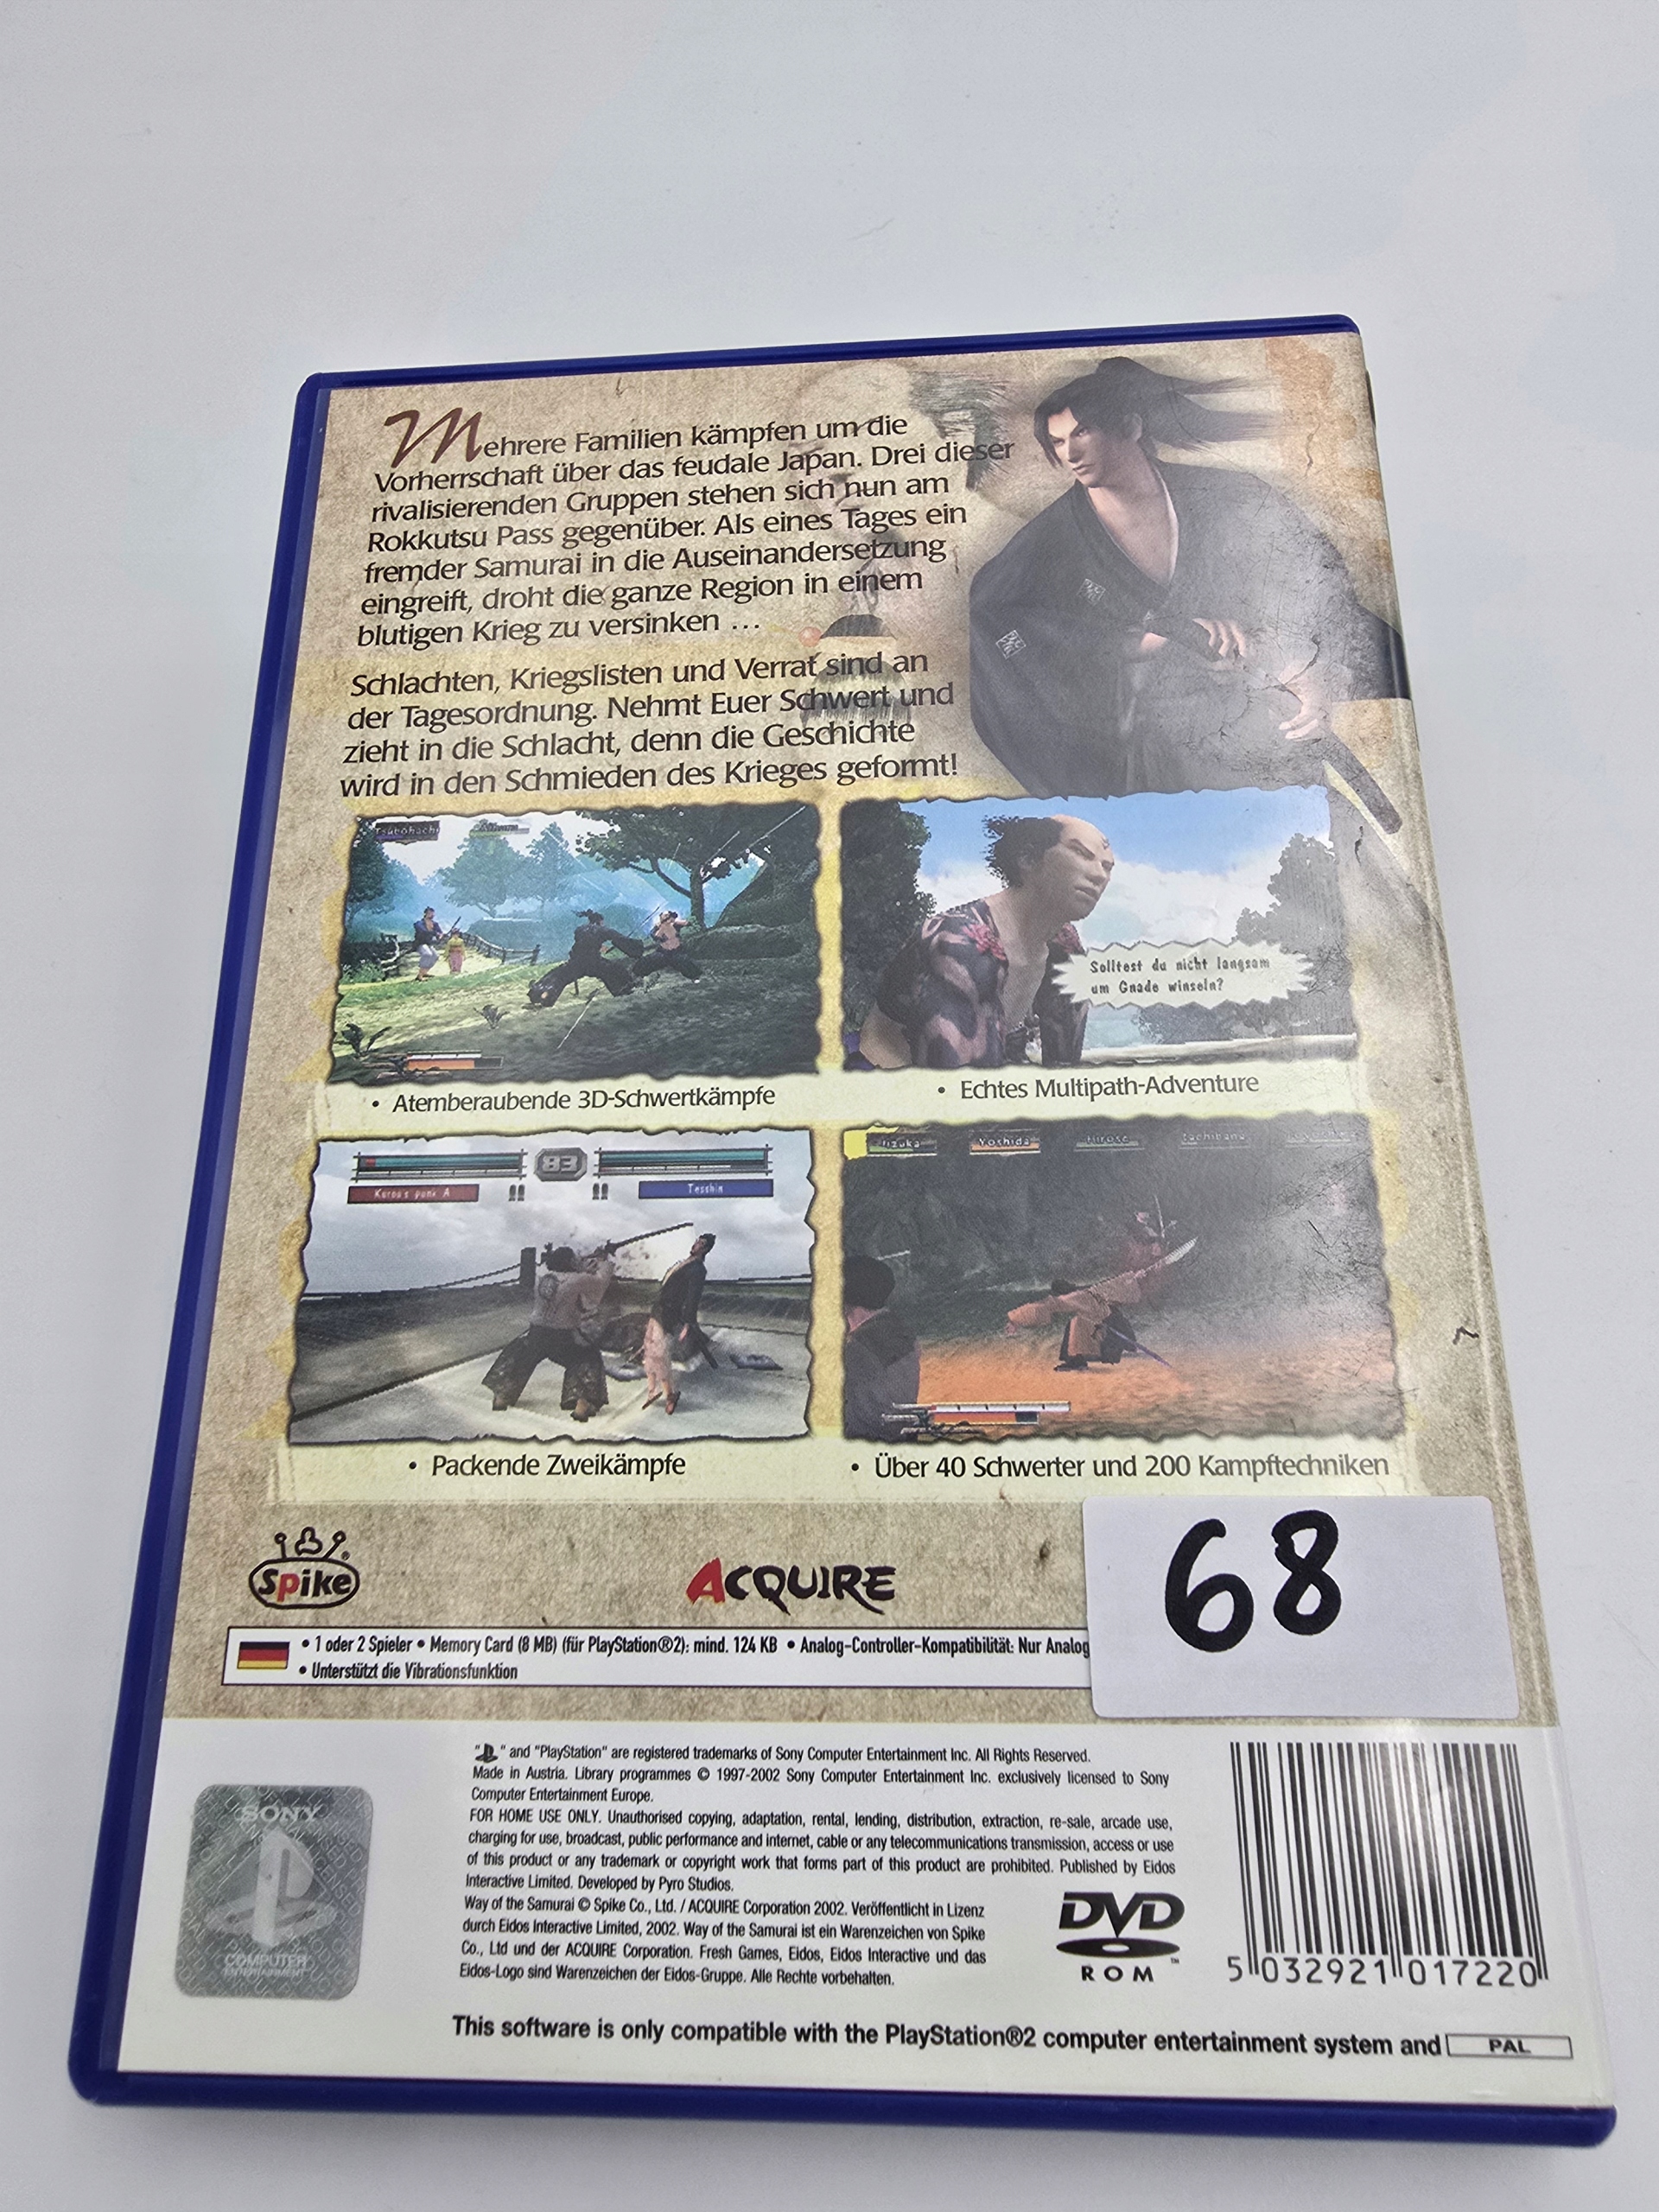 Mehrere Familien kämpfen um die
Vorherrschaft über das feudale Japan. Drei dieser
rivalisierenden Gruppen stehen sich nun am
Rokkutsu Pass gegenüber. Als eines Tages ein
fremder Samurai in die Auseinandersetzung
eingreift, droht die ganze Region in einem
blutigen Krieg zu versinken ...
Schlachten, Kriegslisten und Verrat sind an
der Tagesordnung. Nehmt Euer Schwert und
zieht in die Schlacht, denn die Geschichte
wird in den Schmieden des Krieges geformt!
Tsubohachi
Solltest du nicht langsam
um Gnade winseln?
• Atemberaubende 3D-Schwertkämpfe
• Echtes Multipath-Adventure
83
Tesshin
Yoshida
Hirose
Tachibana
• Packende Zweikämpfe
• Über 40 Schwerter und 200 Kampftechniken
Spike
ACQUIRE
68
• 1 oder 2 Spieler • Memory Card (8 MB) (für PlayStation®2): mind. 124 KB • Analog-Controller-Kompatibilität: Nur Analog
• Unterstützt die Vibrationsfunktion
" " and "PlayStation" are registered trademarks of Sony Computer Entertainment Inc. All Rights Reserved.
Made in Austria. Library programmes © 1997-2002 Sony Computer Entertainment Inc. exclusively licensed to Sony
Computer Entertainment Europe.
FOR HOME USE ONLY. Unauthorised copying, adaptation, rental, lending, distribution, extraction, re-sale, arcade use,
charging for use, broadcast, public performance and internet, cable or any telecommunications transmission, access or use
of this product or any trademark or copyright work that forms part of this product are prohibited. Published by Eidos
Interactive Limited. Developed by Pyro Studios.
Way of the Samurai © Spike Co., Ltd. / ACQUIRE Corporation 2002. Veröffentlicht in Lizenz
durch Eidos Interactive Limited, 2002. Way of the Samurai ist ein Warenzeichen von Spike
Co., Ltd und der ACQUIRE Corporation. Fresh Games, Eidos, Eidos Interactive und das
Eidos-Logo sind Warenzeichen der Eidos-Gruppe. Alle Rechte vorbehalten.
SONY
COMPUTER
ENTERTAINMENT
DVD
ROM
5 032921 017220
This software is only compatible with the PlayStation®2 computer entertainment system and PAL